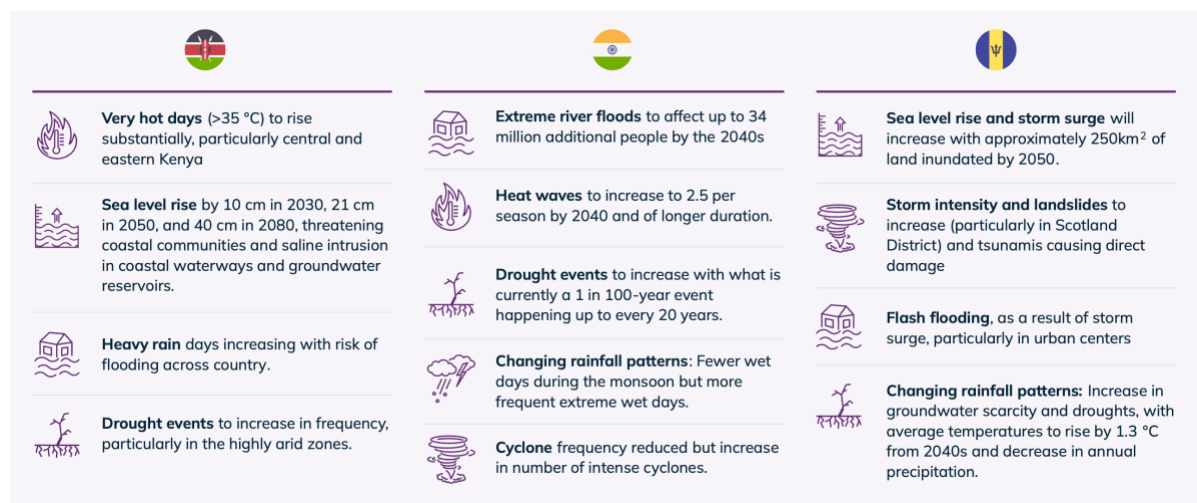 Very hot days (>35 °C) to rise
substantially, particularly central and
eastern Kenya
Sea level rise by 10 cm in 2030, 21 cm
in 2050, and 40 cm in 2080, threatening
coastal communities and saline intrusion
in coastal waterways and groundwater
reservoirs.
Heavy rain days increasing with risk of
flooding across country.
Drought events to increase in frequency,
particularly in the highly arid zones.
Extreme river floods to affect up to 34
million additional people by the 2040s
Heat waves to increase to 2.5 per
season by 2040 and of longer duration.
Drought events to increase with what is
currently a 1 in 100-year event
happening up to every 20 years.
Changing rainfall patterns: Fewer wet
days during the monsoon but more
frequent extreme wet days.
Cyclone frequency reduced but increase
in number of intense cyclones.
Sea level rise and storm surge will
increase with approximately 250km² of
land inundated by 2050.
Storm intensity and landslides to
increase (particularly in Scotland
District) and tsunamis causing direct
damage
Flash flooding, as a result of storm
surge, particularly in urban centers
Changing rainfall patterns: Increase in
groundwater scarcity and droughts, with
average temperatures to rise by 1.3 °C
from 2040s and decrease in annual
precipitation.